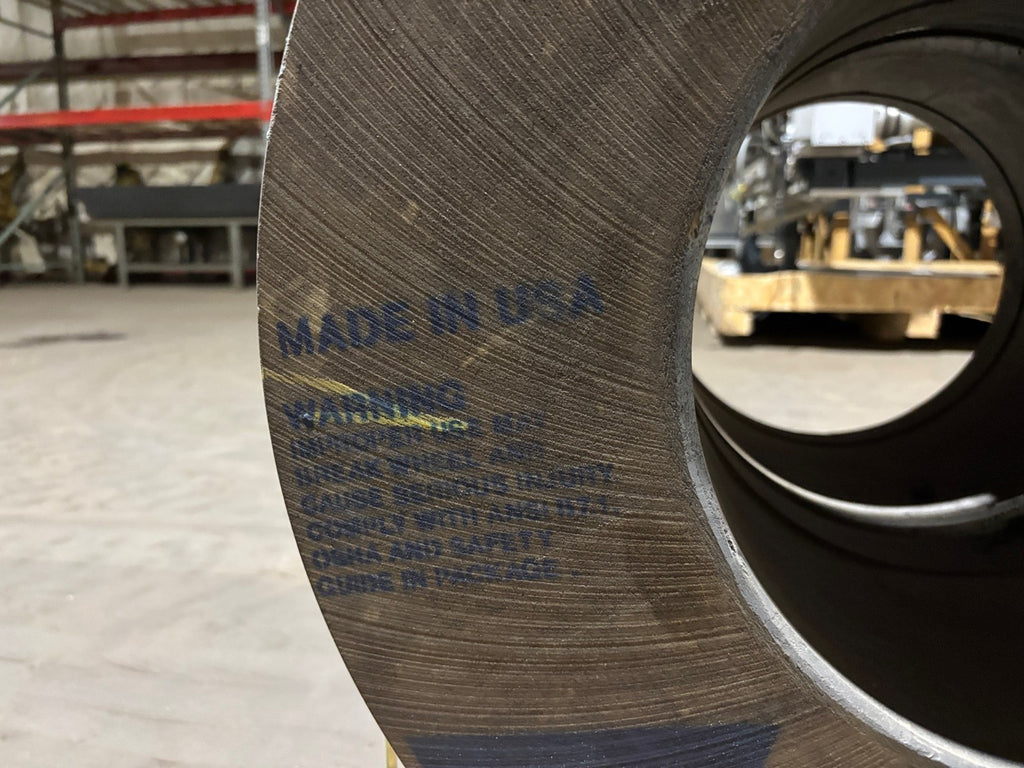 MADE IN USA
WARNING
IMPROPER USE MAY
BREAK WHEEL AND
CAUSE SERIOUS INJURY
COMPLY WITH ANSI B7.1
OSHA AND SAFETY
GUIDE IN PACKAGE